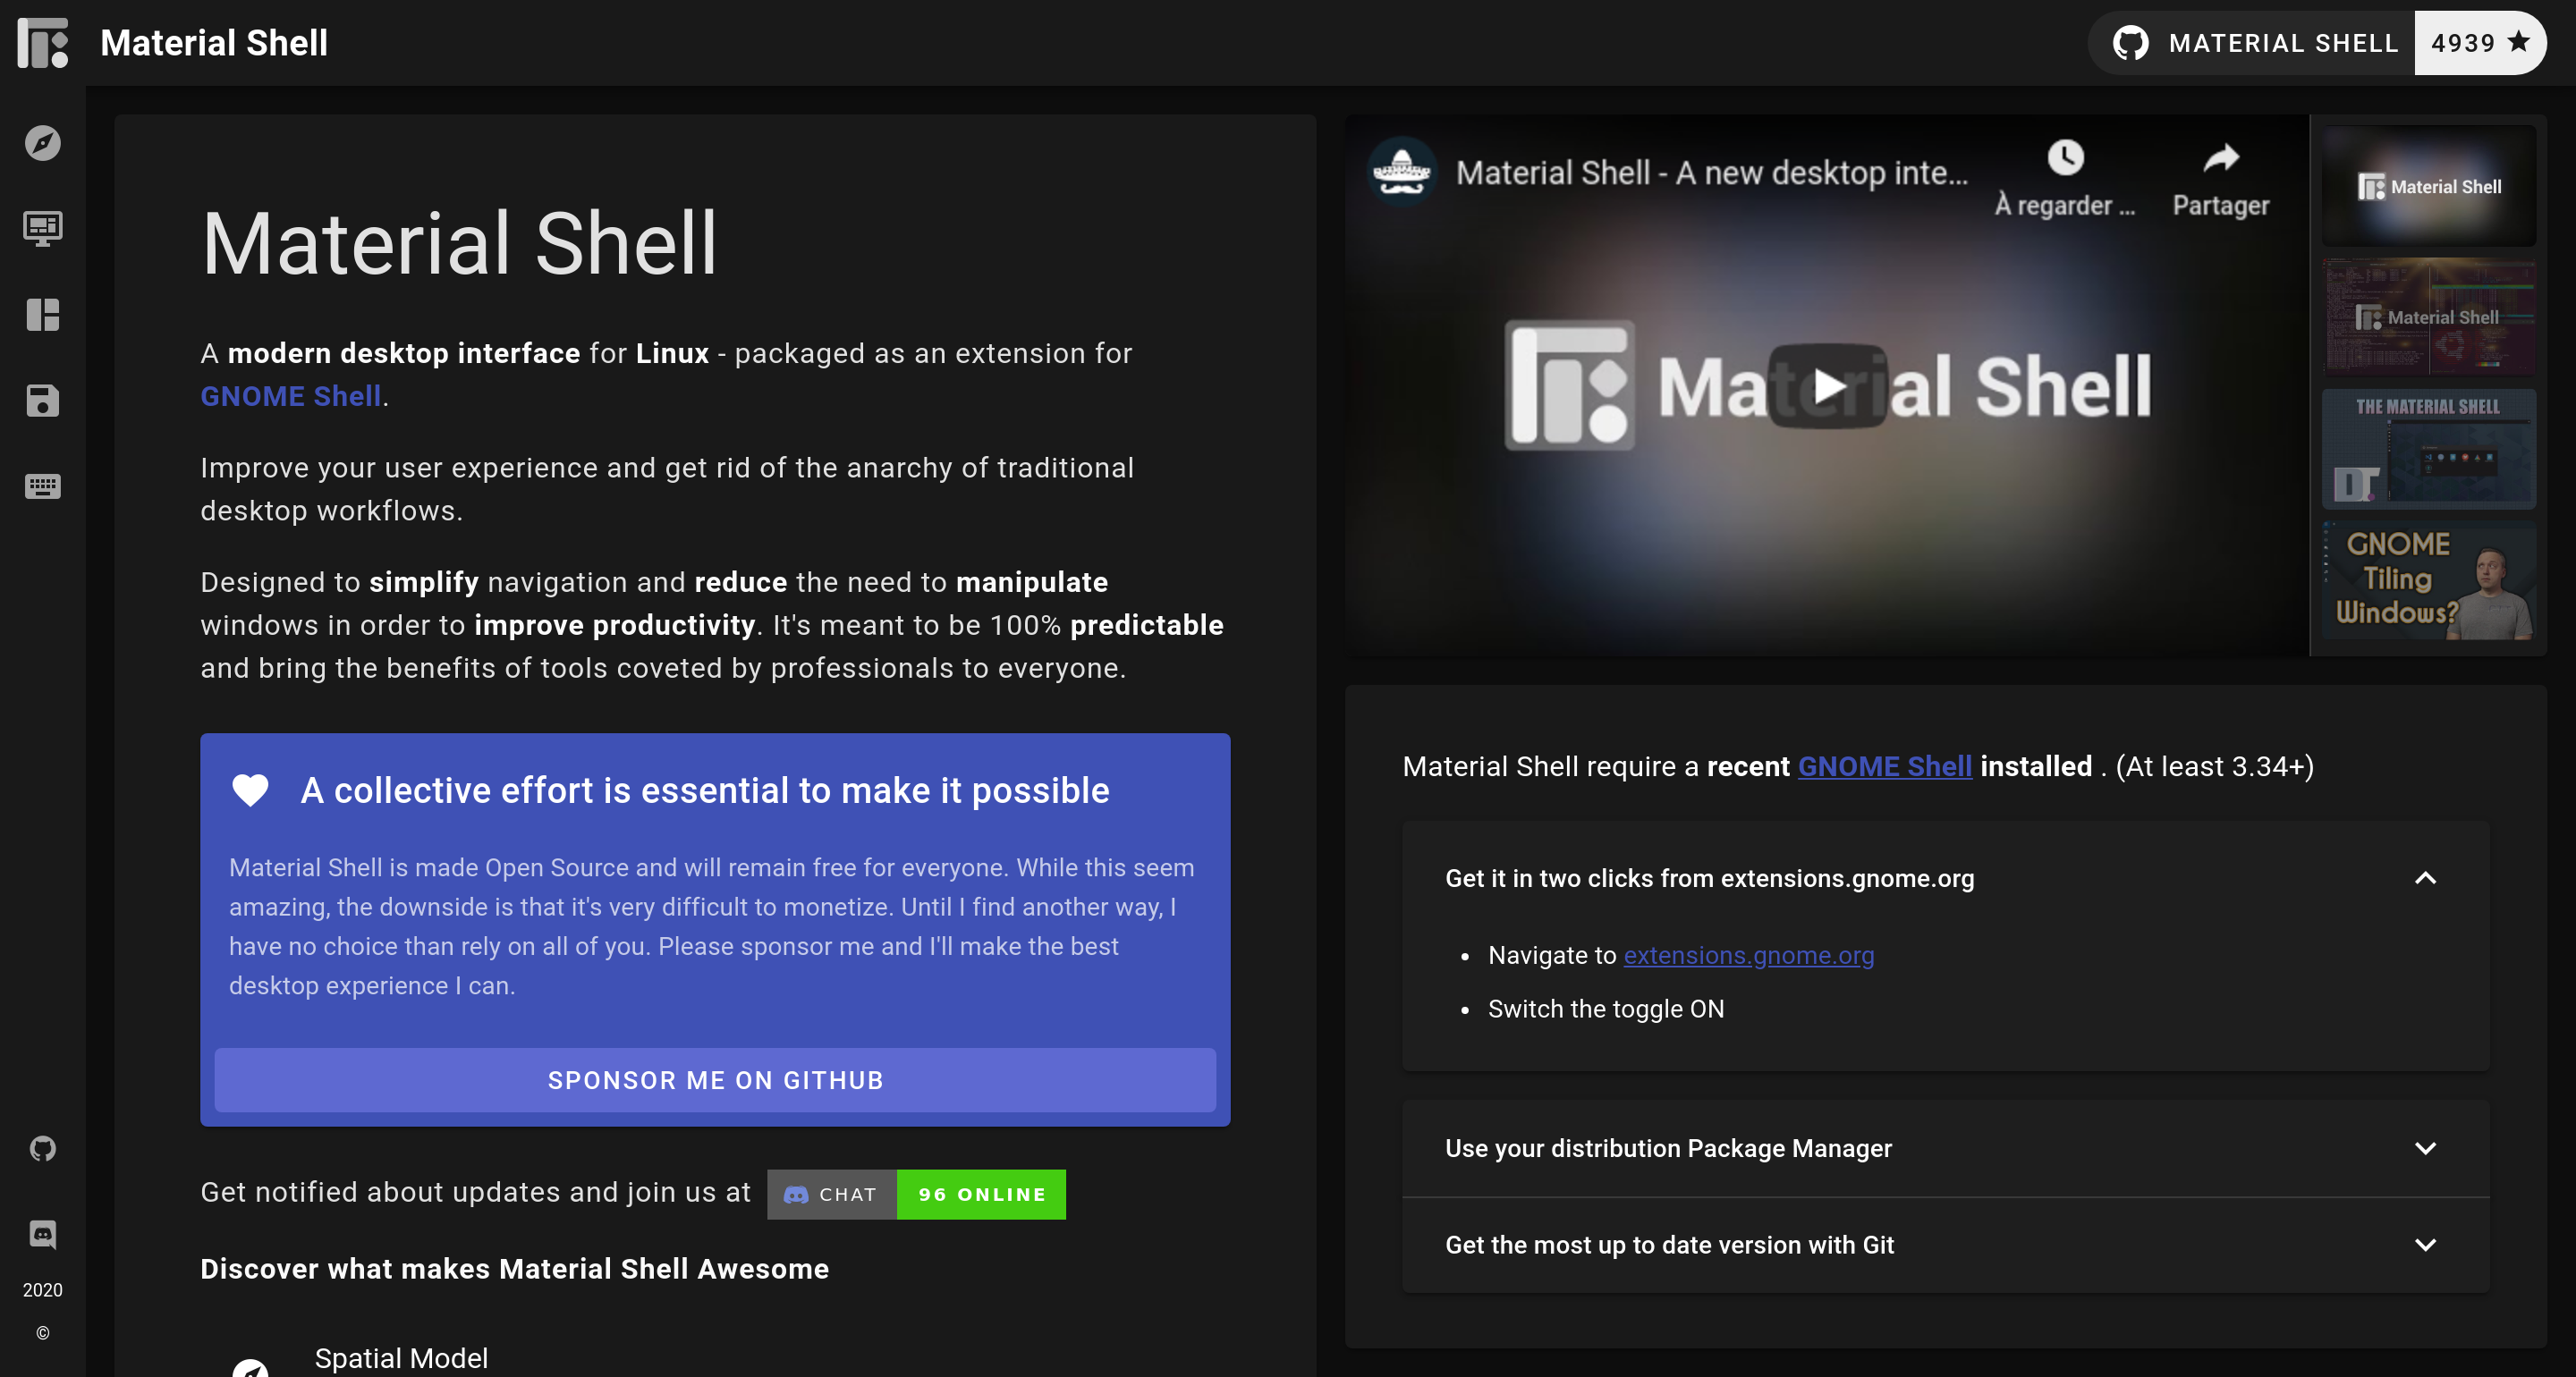 Material Shell
MATERIAL SHELL
4939
Material Shell
A modern desktop interface for Linux - packaged as an extension for
GNOME Shell.
Improve your user experience and get rid of the anarchy of traditional
desktop workflows.
Designed to simplify navigation and reduce the need to manipulate
windows in order to improve productivity. It's meant to be 100% predictable
and bring the benefits of tools coveted by professionals to everyone.
A collective effort is essential to make it possible
Material Shell is made Open Source and will remain free for everyone. While this seem
amazing, the downside is that it's very difficult to monetize. Until I find another way, I
have no choice than rely on all of you. Please sponsor me and I'll make the best
desktop experience I can.
SPONSOR ME ON GITHUB
Get notified about updates and join us at CHAT 96 ONLINE
Discover what makes Material Shell Awesome
Spatial Model
2020
©
Material Shell - A new desktop inte...
À regarder ...
Partager
Material Shell
Material Shell
Material Shell
THE MATERIAL SHELL
DT
GNOME
Tiling
Windows?
Material Shell require a recent GNOME Shell installed . (At least 3.34+)
Get it in two clicks from extensions.gnome.org
• Navigate to extensions.gnome.org
• Switch the toggle ON
Use your distribution Package Manager
Get the most up to date version with Git